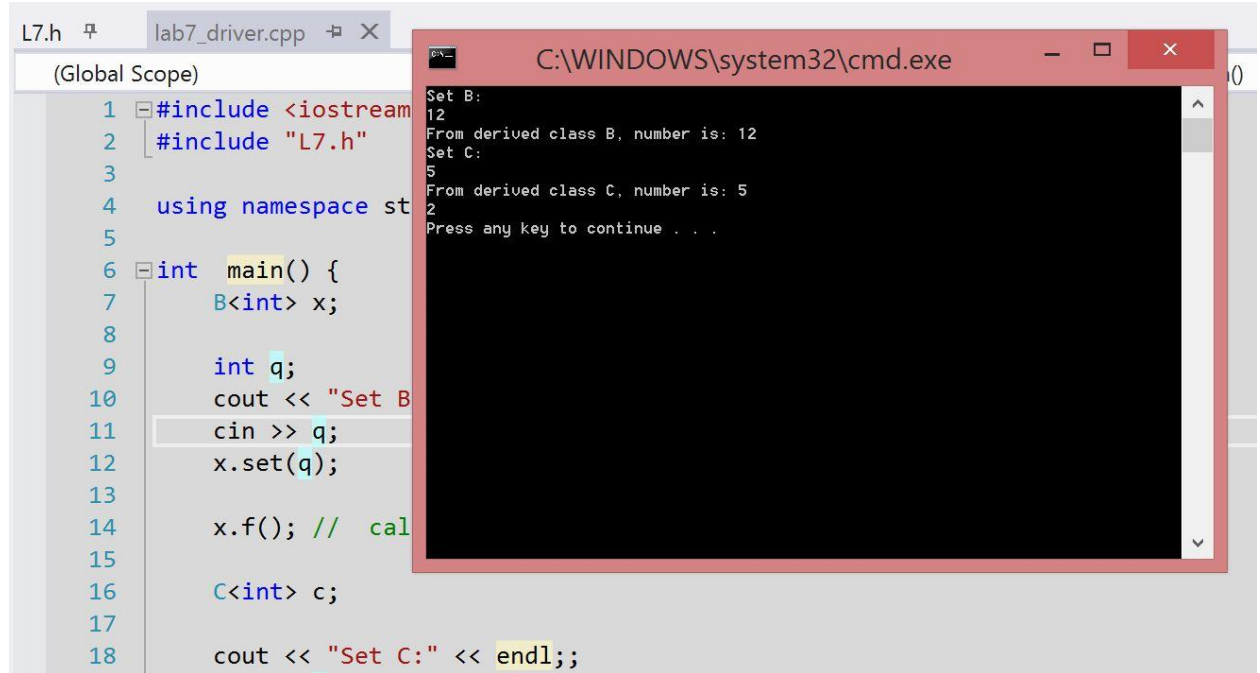 L7.h lab7_driver.cpp
(Global Scope)
1 #include <iostream
2 #include "L7.h"
3
4 using namespace st
5
6 int main() {
7 B<int> x;
8
9 int q;
10 cout << "Set B
11 cin >> q;
12 x.set(q);
13
14 x.f(); // cal
15
16 C<int> c;
17
18 cout << "Set C:" << endl;;
C:\WINDOWS\system32\cmd.exe
Set B:
12
From derived class B, number is: 12
Set C:
5
From derived class C, number is: 5
2
Press any key to continue . . .
()